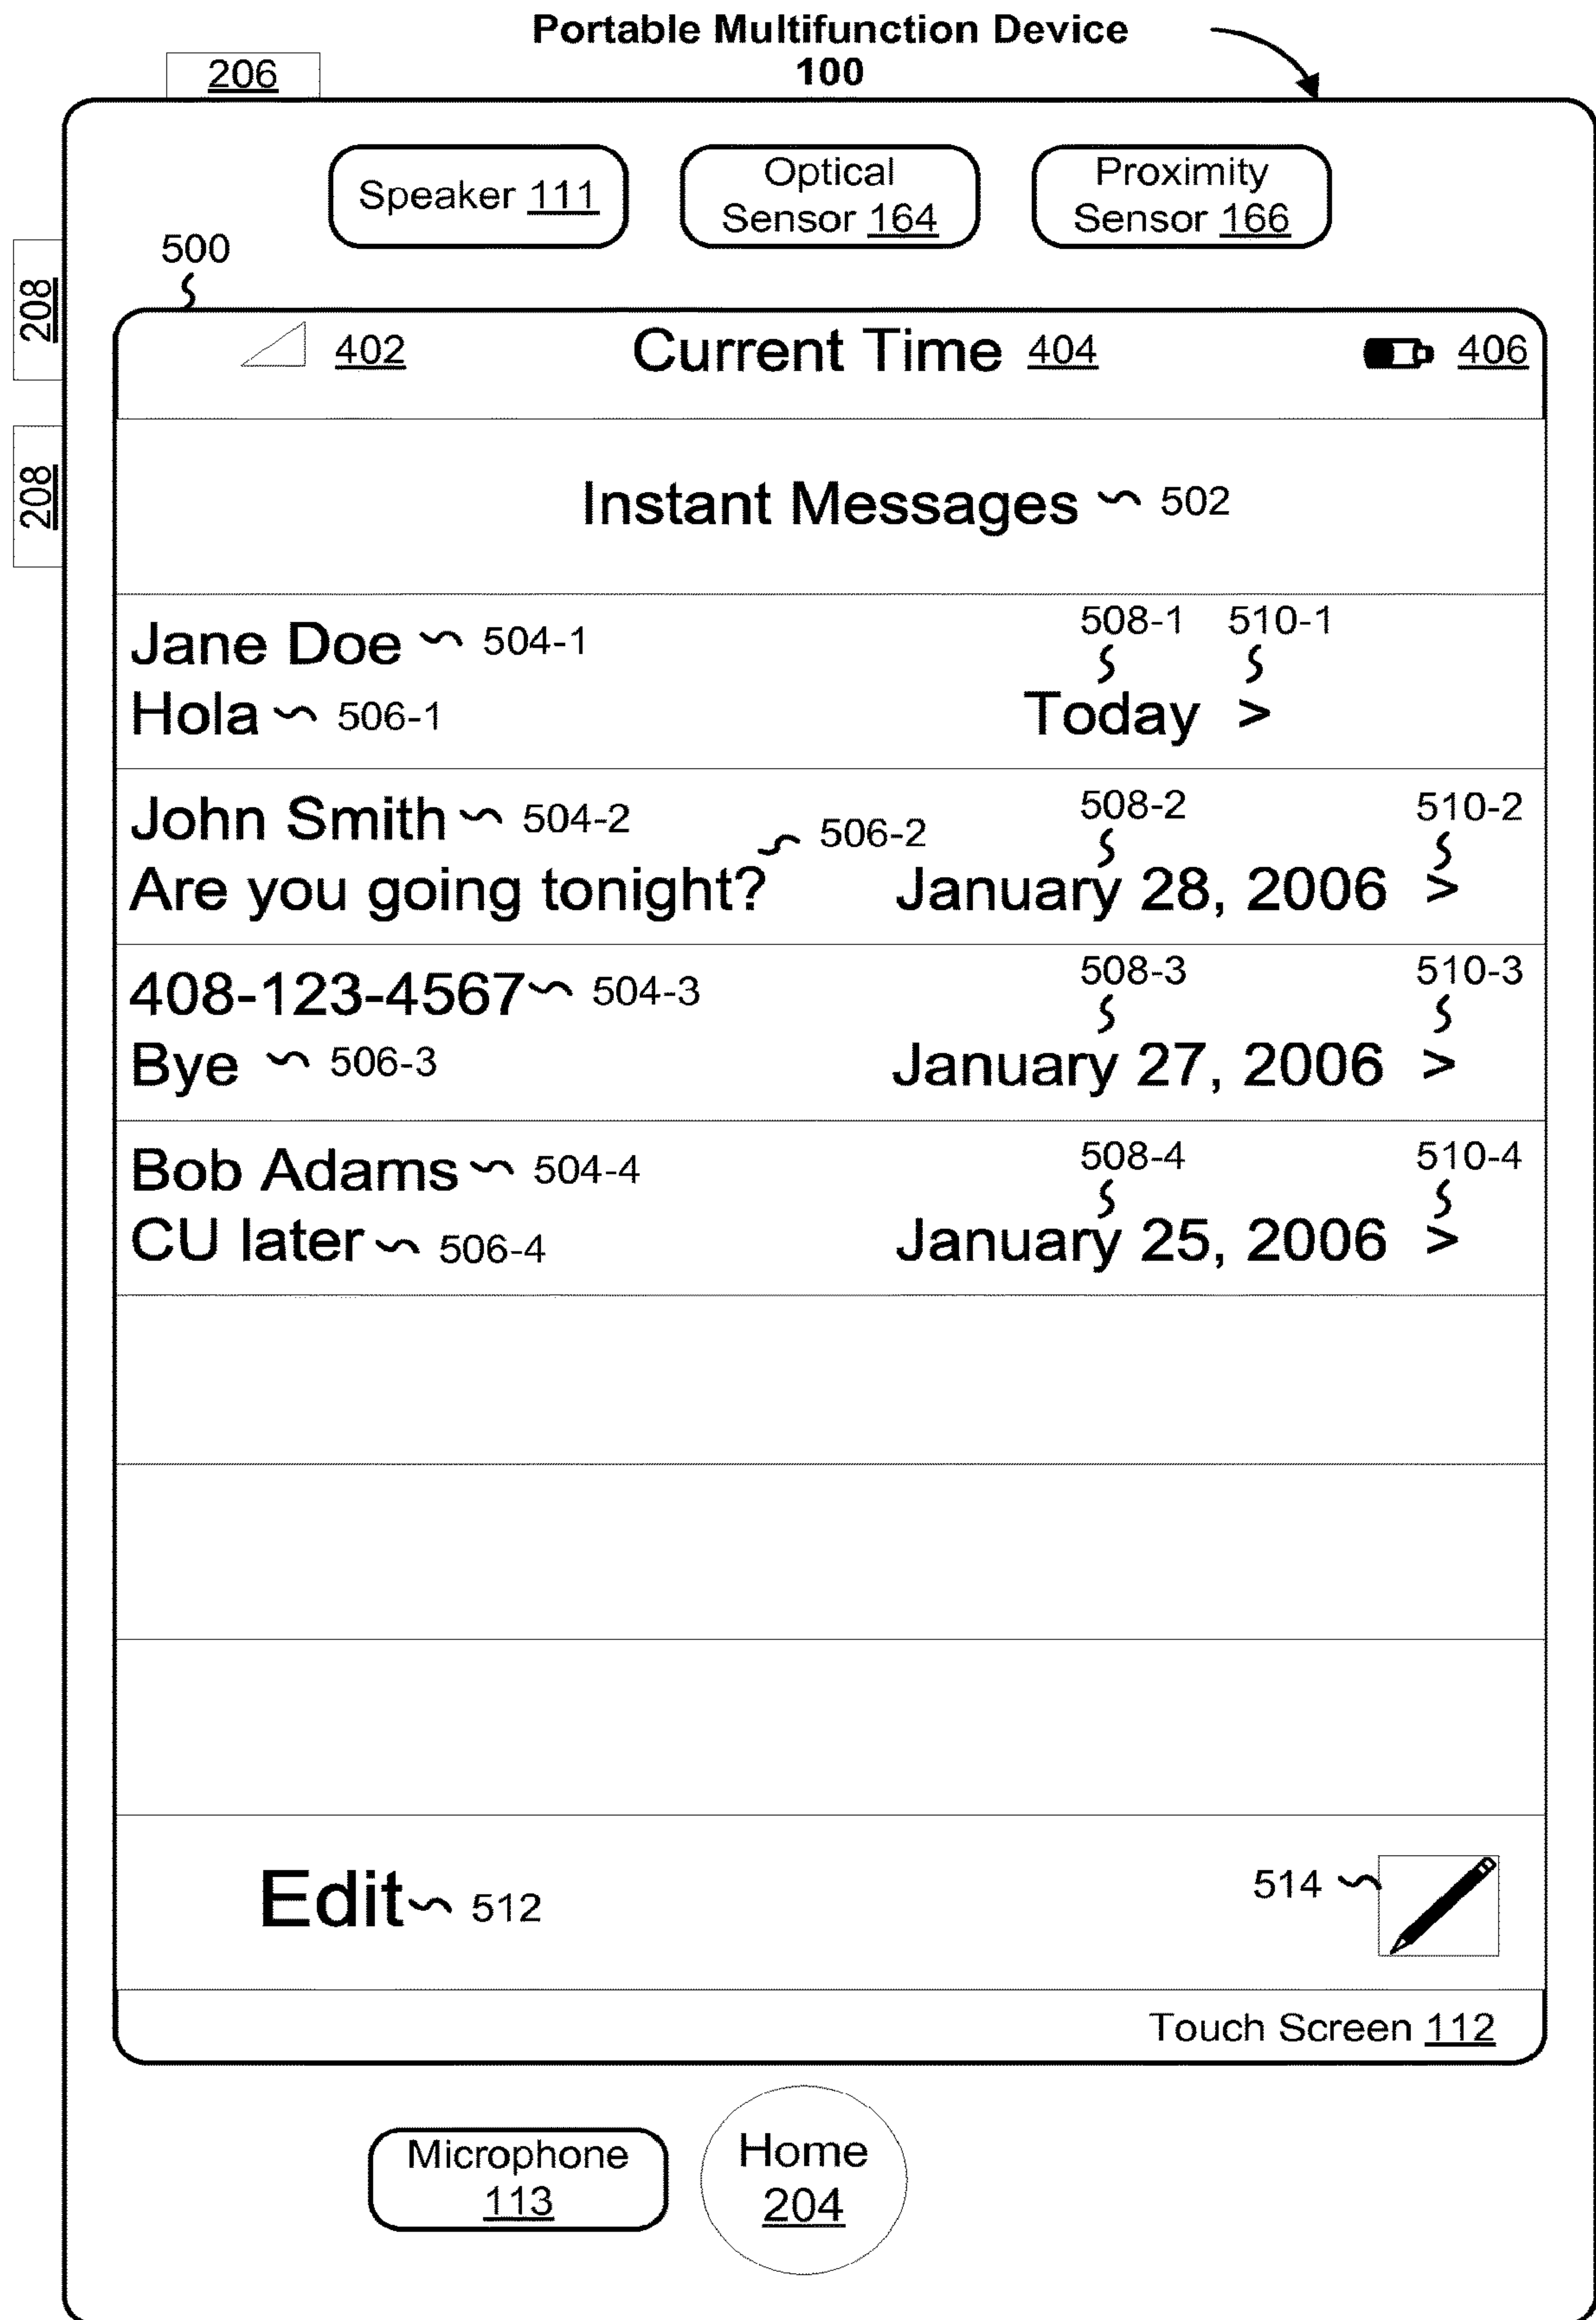 Portable Multifunction Device
100
206
Speaker 111
Optical
Sensor 164
Proximity
Sensor 166
500
208
208
402
Current Time 404
406
Instant Messages 502
Jane Doe 504-1
508-1 510-1
Hola 506-1
Today >
John Smith 504-2
506-2
508-2
510-2
Are you going tonight?
January 28, 2006 >
408-123-4567 504-3
508-3
510-3
Bye 506-3
January 27, 2006 >
Bob Adams 504-4
508-4
510-4
CU later 506-4
January 25, 2006 >
Edit 512
514
Touch Screen 112
Microphone
113
Home
204